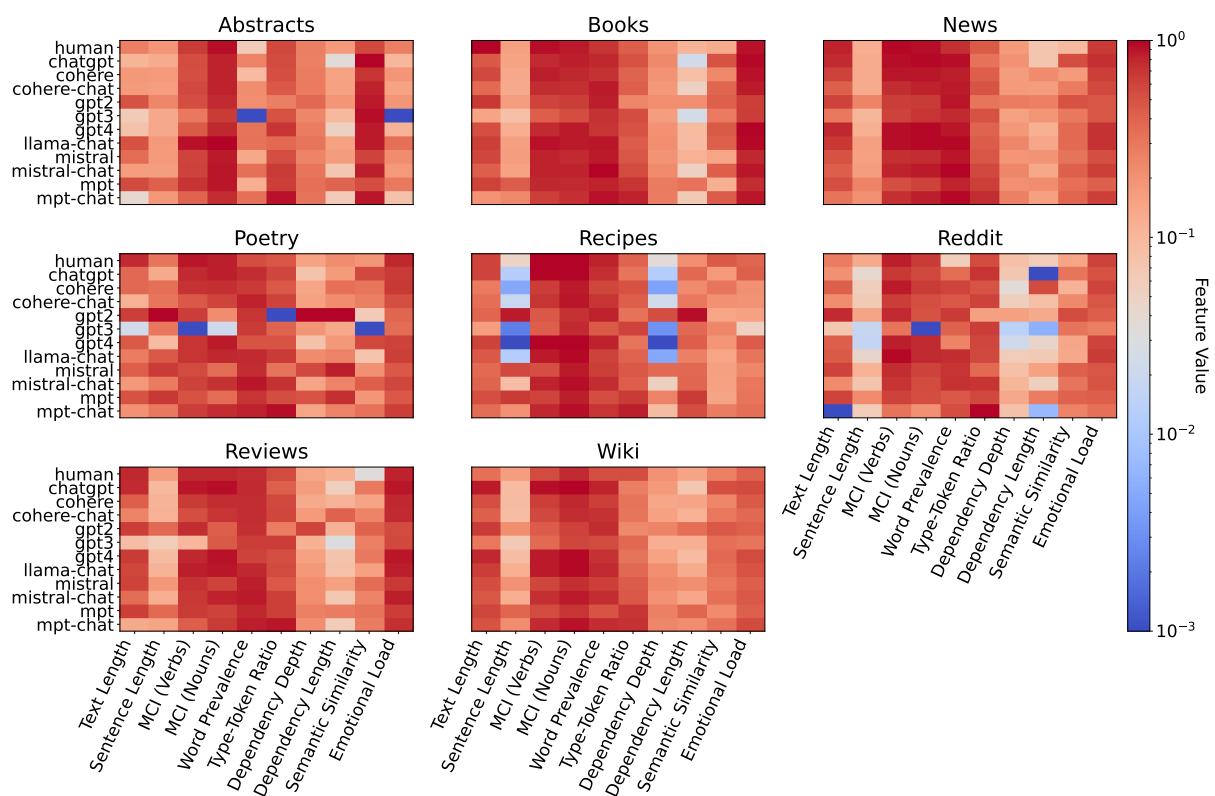 Abstracts
Books
News
human
chatgpt
cohere
cohere-chat
gpt2
gpt3
gpt4
llama-chat
mistral
mistral-chat
mpt
mpt-chat
10^0
10^-1
10^-2
10^-3
Feature Value
Poetry
Recipes
Reddit
human
chatgpt
cohere
cohere-chat
gpt2
gpt3
gpt4
llama-chat
mistral
mistral-chat
mpt
mpt-chat
Text Length
Sentence Length
MCI (Verbs)
MCI (Nouns)
Word Prevalence
Type-Token Ratio
Dependency Depth
Dependency Length
Semantic Similarity
Emotional Load
Reviews
Wiki
human
chatgpt
cohere
cohere-chat
gpt2
gpt3
gpt4
llama-chat
mistral
mistral-chat
mpt
mpt-chat
Text Length
Sentence Length
MCI (Verbs)
MCI (Nouns)
Word Prevalence
Type-Token Ratio
Dependency Depth
Dependency Length
Semantic Similarity
Emotional Load
Text Length
Sentence Length
MCI (Verbs)
MCI (Nouns)
Word Prevalence
Type-Token Ratio
Dependency Depth
Dependency Length
Semantic Similarity
Emotional Load